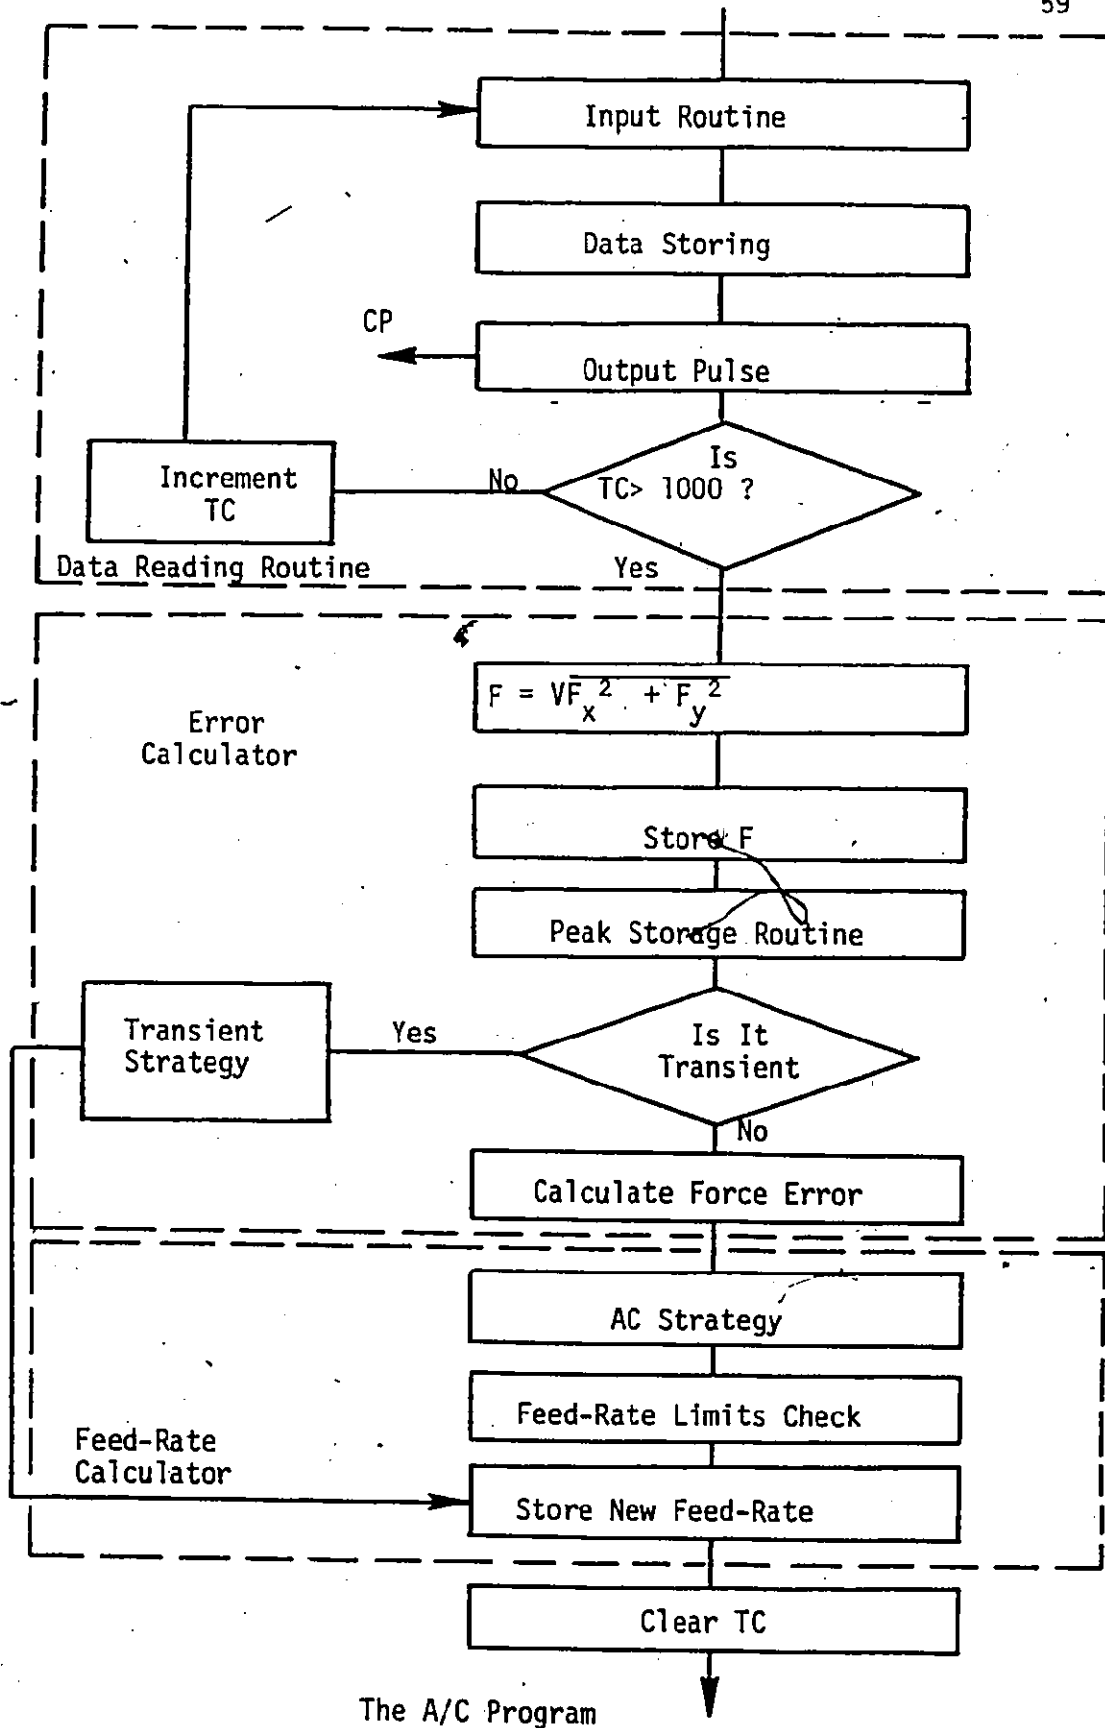 59
Input Routine
Data Storing
CP
Output Pulse
Is
TC> 1000 ?
No
Increment
TC
Data Reading Routine
Yes
F = √Fx² + Fy²
Error
Calculator
Store F
Peak Storage Routine
Transient
Strategy
Yes
Is It
Transient
No
Calculate Force Error
AC Strategy
Feed-Rate Limits Check
Feed-Rate
Calculator
Store New Feed-Rate
Clear TC
The A/C Program